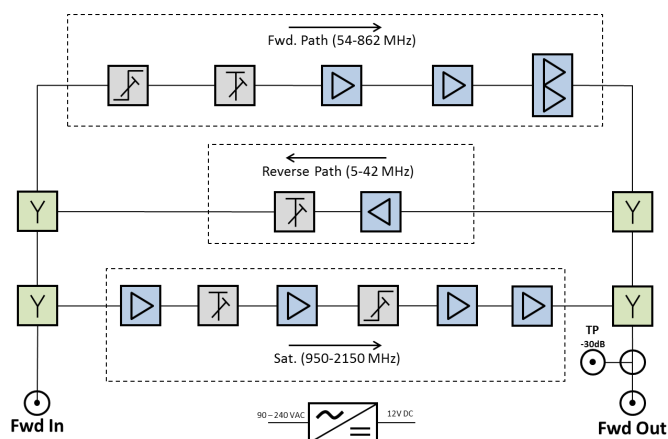 Fwd. Path (54-862 MHz)
Reverse Path (5-42 MHz)
Sat. (950-2150 MHz)
TP
-30dB
Fwd In
90 – 240 VAC
12V DC
Fwd Out